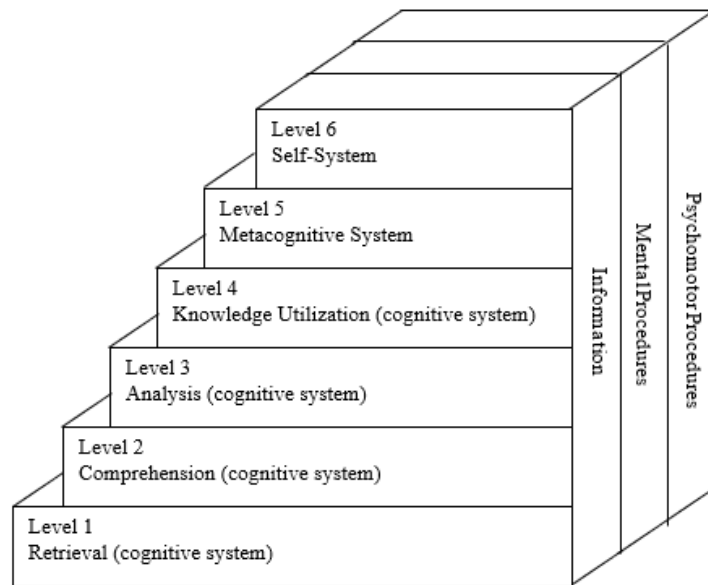 Level 6
Self-System
Level 5
Metacognitive System
Level 4
Knowledge Utilization (cognitive system)
Level 3
Analysis (cognitive system)
Level 2
Comprehension (cognitive system)
Level 1
Retrieval (cognitive system)
Information
Mental Procedures
Psychomotor Procedures